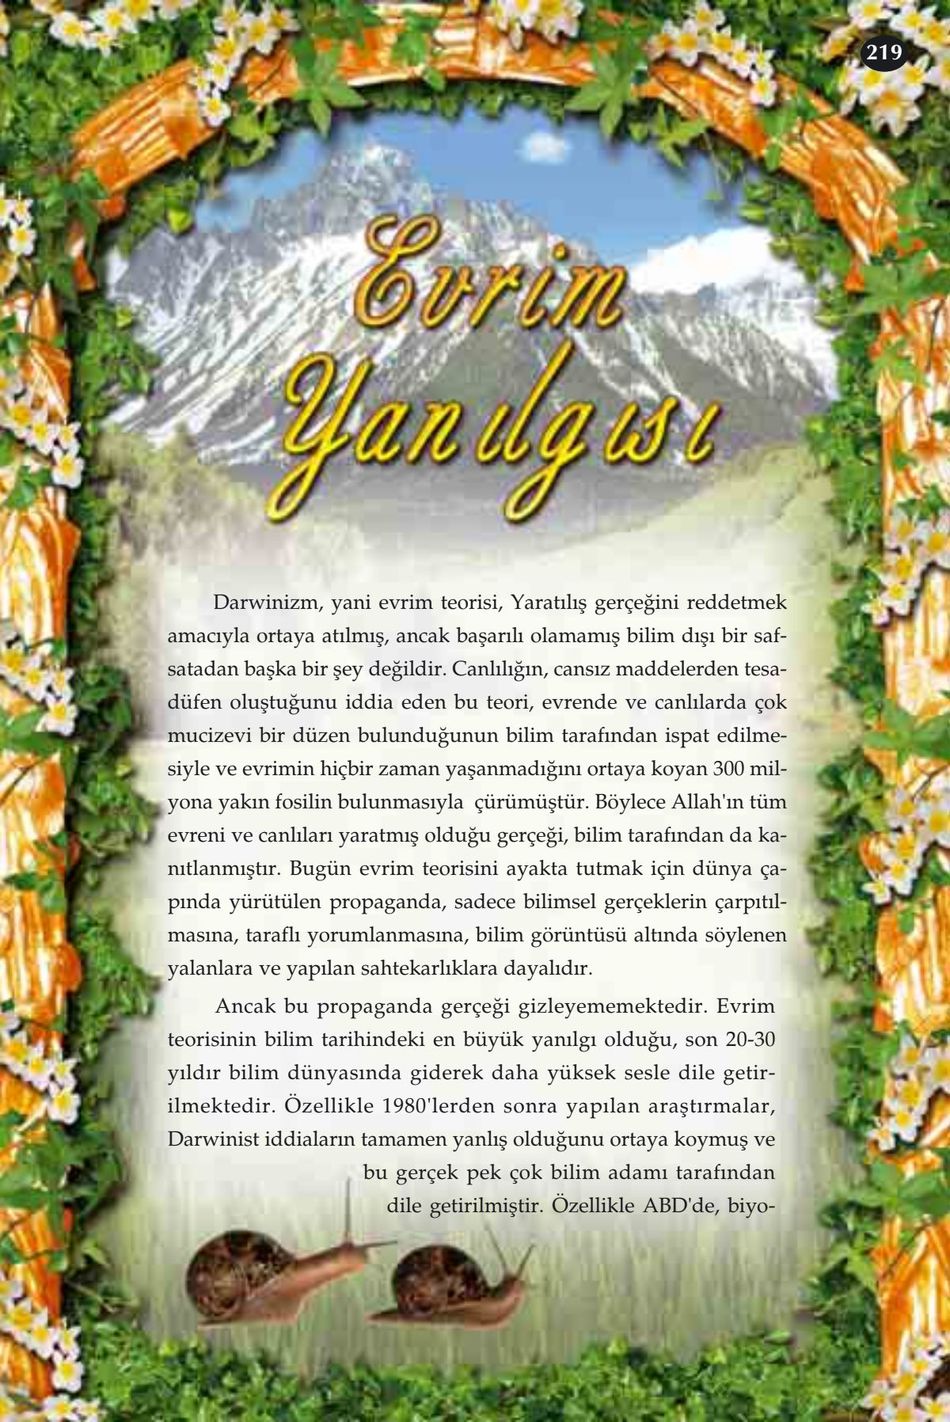 219
Evrim
Yanılgısı
Darwinizm, yani evrim teorisi, Yaratılış gerçeğini reddetmek
amacıyla ortaya atılmış, ancak başarılı olamamış bilim dışı bir saf-
satadan başka bir şey değildir. Canlılığın, cansız maddelerden tesa-
düfen oluştuğunu iddia eden bu teori, evrende ve canlılarda çok
mucizevi bir düzen bulunduğunun bilim tarafından ispat edilme-
siyle ve evrimin hiçbir zaman yaşanmadığını ortaya koyan 300 mil-
yona yakın fosilin bulunmasıyla çürümüştür. Böylece Allah'ın tüm
evreni ve canlıları yaratmış olduğu gerçeği, bilim tarafından da ka-
nıtlanmıştır. Bugün evrim teorisini ayakta tutmak için dünya ça-
pında yürütülen propaganda, sadece bilimsel gerçeklerin çarpıtıl-
masına, taraflı yorumlanmasına, bilim görüntüsü altında söylenen
yalanlara ve yapılan sahtekarlıklara dayalıdır.
Ancak bu propaganda gerçeği gizleyememektedir. Evrim
teorisinin bilim tarihindeki en büyük yanılgı olduğu, son 20-30
yıldır bilim dünyasında giderek daha yüksek sesle dile getir-
ilmektedir. Özellikle 1980'lerden sonra yapılan araştırmalar,
Darwinist iddiaların tamamen yanlış olduğunu ortaya koymuş ve
bu gerçek pek çok bilim adamı tarafından
dile getirilmiştir. Özellikle ABD'de, biyo-